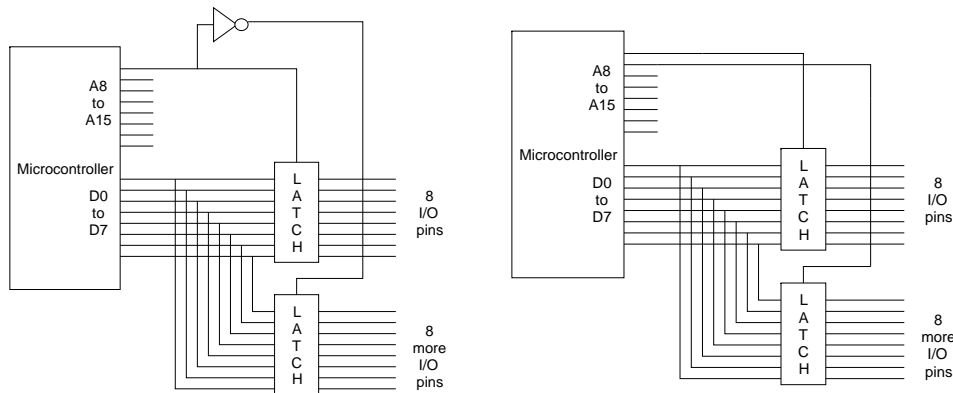 A8
to
A15
Microcontroller
D0
to
D7
L
A
T
C
H
8
I/O
pins
L
A
T
C
H
8
more
I/O
pins
A8
to
A15
Microcontroller
D0
to
D7
L
A
T
C
H
8
I/O
pins
L
A
T
C
H
8
more
I/O
pins